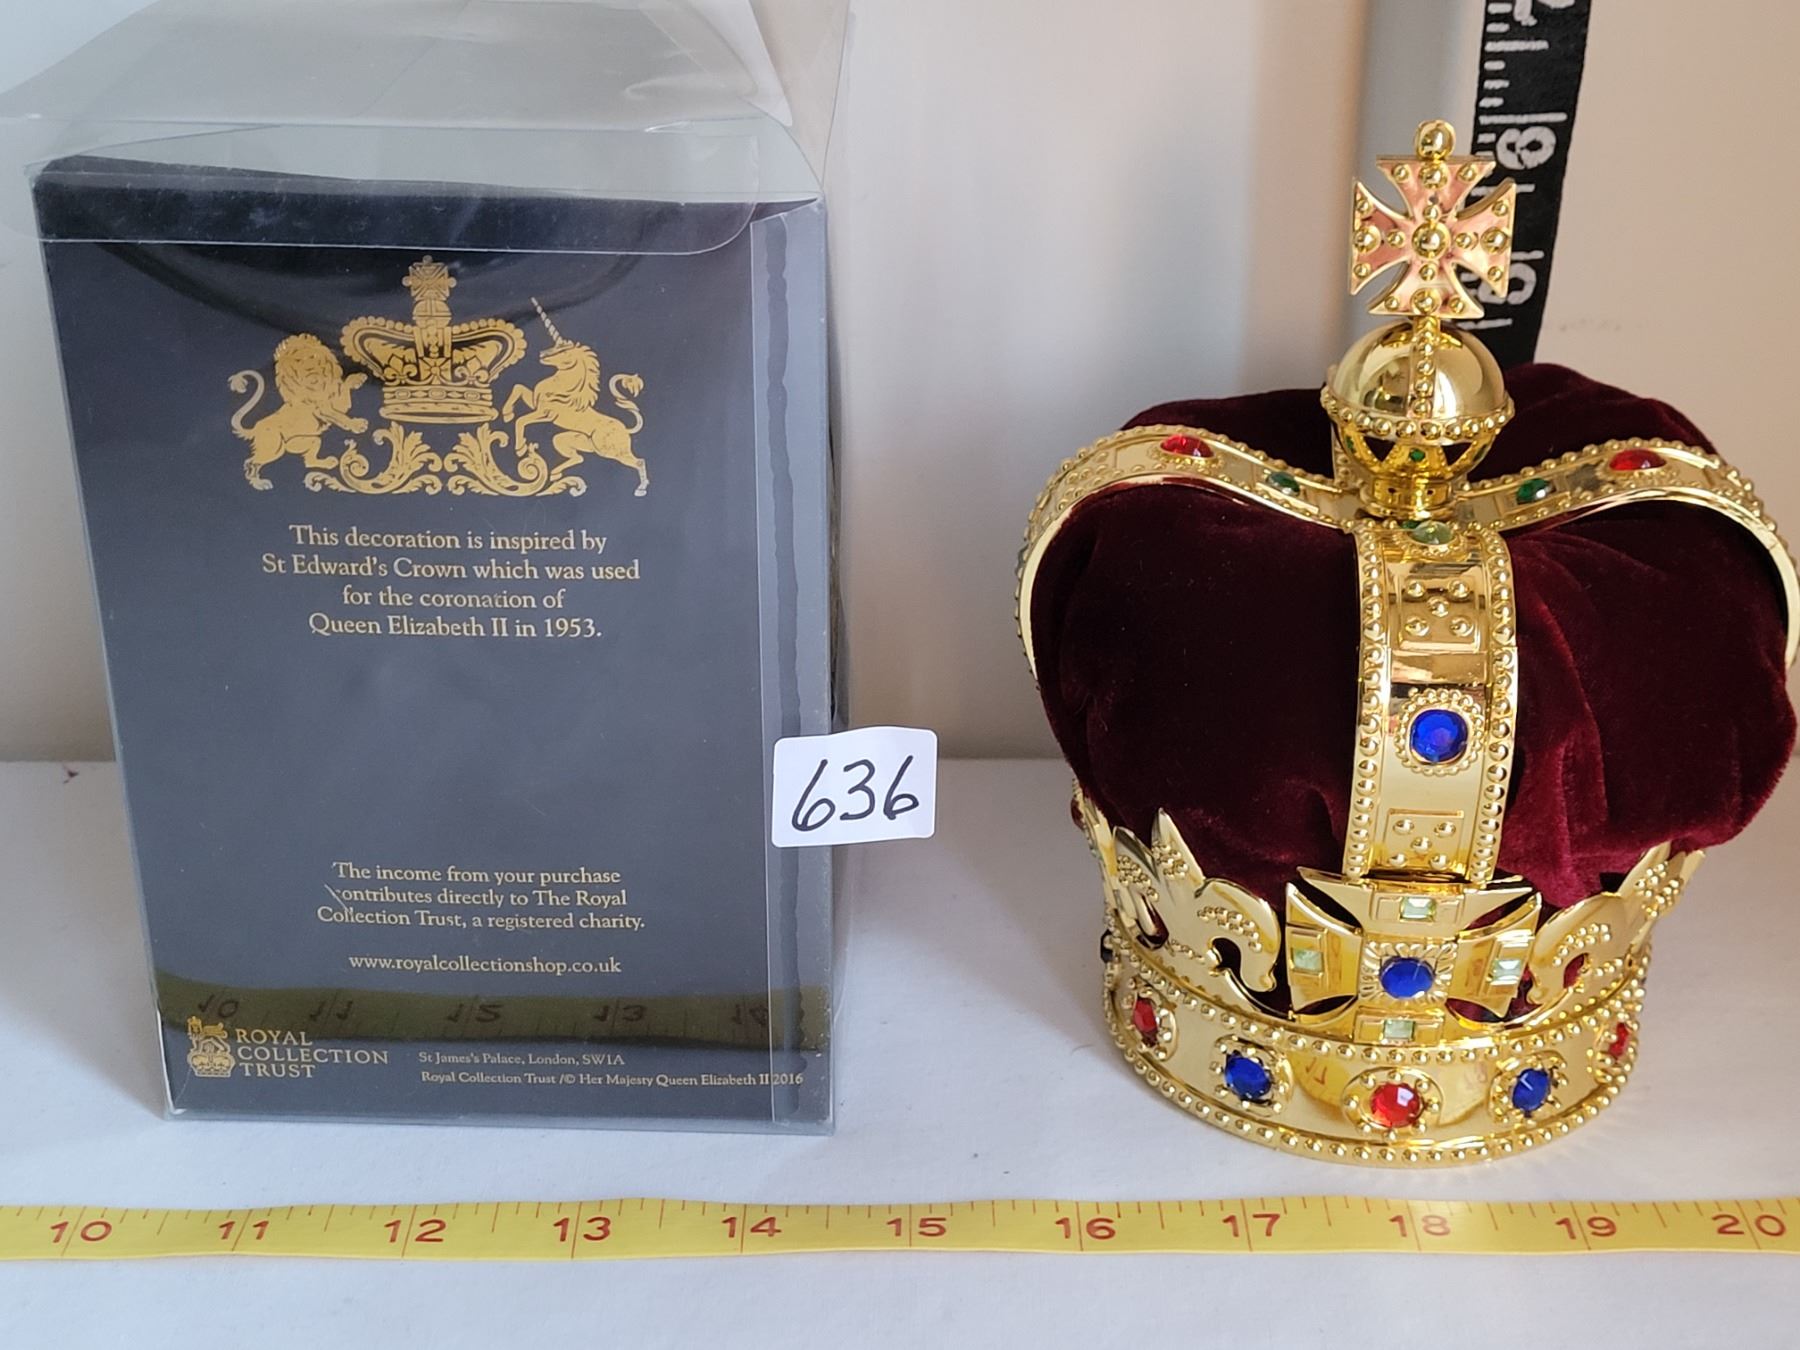 This decoration is inspired by
St Edward's Crown which was used
for the coronation of
Queen Elizabeth II in 1953.
636
The income from your purchase
contributes directly to The Royal
Collection Trust, a registered charity.
www.royalcollectionshop.co.uk
ROYAL
COLLECTION
TRUST
St James's Palace, London, SW1A
Royal Collection Trust /© Her Majesty Queen Elizabeth II 2016
18
19
10 11 12 13 14 15 16 17 18 19 20